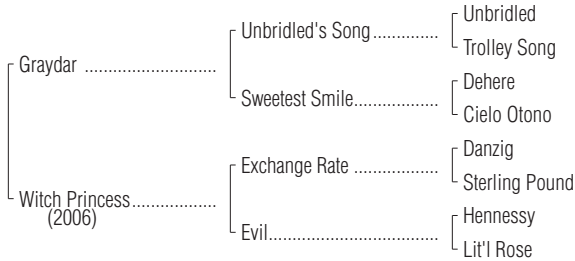 Unbridled
Unbridled's Song..............
Trolley Song
Graydar ............................
Dehere
Sweetest Smile..................
Cielo Otono
Danzig
Exchange Rate ..................
Sterling Pound
Witch Princess..................
(2006)
Hennessy
Evil....................................
Lit'l Rose